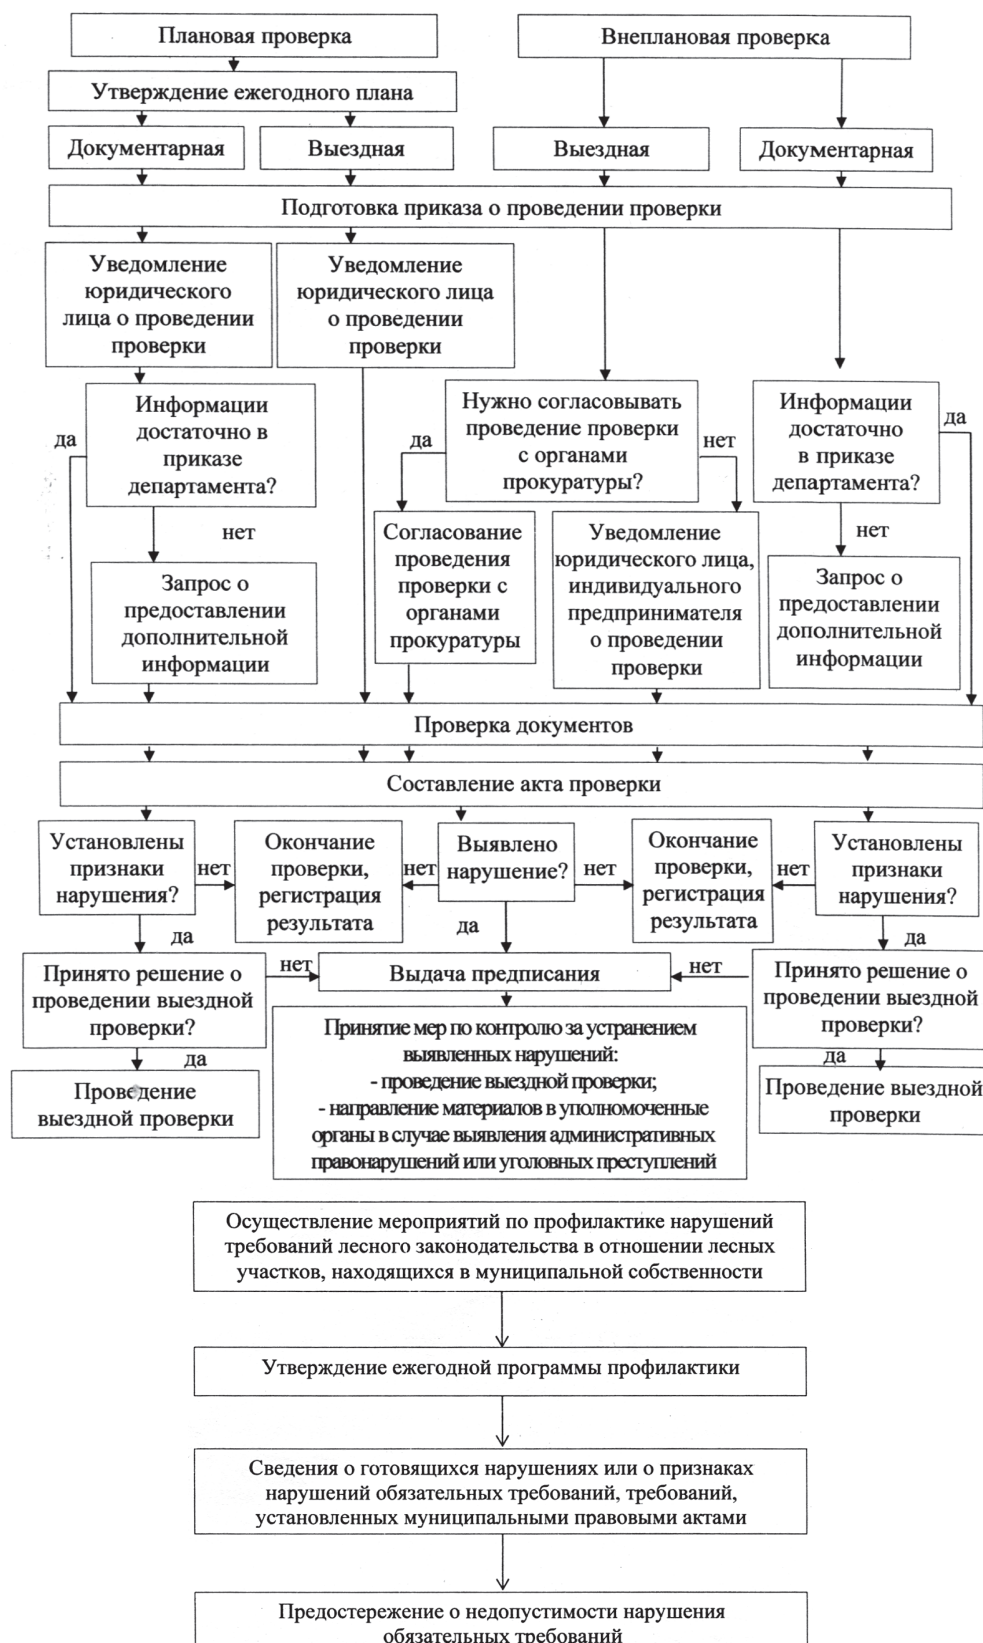 Плановая проверка
Внеплановая проверка
Утверждение ежегодного плана
Документарная
Выездная
Выездная
Документарная
Подготовка приказа о проведении проверки
Уведомление
юридического
лица о проведении
проверки
Уведомление
юридического лица
о проведении
проверки
Информации
достаточно в
приказе
департамента?
да
нет
Нужно согласовывать
проведение проверки
с органами
прокуратуры?
да
нет
Информации
достаточно
в приказе
департамента?
да
нет
Запрос о
предоставлении
дополнительной
информации
Согласование
проведения
проверки с
органами
прокуратуры
Уведомление
юридического лица,
индивидуального
предпринимателя
о проведении
проверки
Запрос о
предоставлении
дополнительной
информации
Проверка документов
Составление акта проверки
Установлены
признаки
нарушения?
нет
Окончание
проверки,
регистрация
результата
нет
Выявлено
нарушение?
нет
Окончание
проверки,
регистрация
результата
нет
Установлены
признаки
нарушения?
да
да
да
Принято решение о
проведении выездной
проверки?
нет
Выдача предписания
нет
Принято решение о
проведении выездной
проверки?
да
да
Проведение
выездной проверки
Принятие мер по контролю за устранением
выявленных нарушений:
- проведение выездной проверки;
- направление материалов в уполномоченные
органы в случае выявления административных
правонарушений или уголовных преступлений
Проведение выездной
проверки
Осуществление мероприятий по профилактике нарушений
требований лесного законодательства в отношении лесных
участков, находящихся в муниципальной собственности
Утверждение ежегодной программы профилактики
Сведения о готовящихся нарушениях или о признаках
нарушений обязательных требований, требований,
установленных муниципальными правовыми актами
Предостережение о недопустимости нарушения
обязательных требований